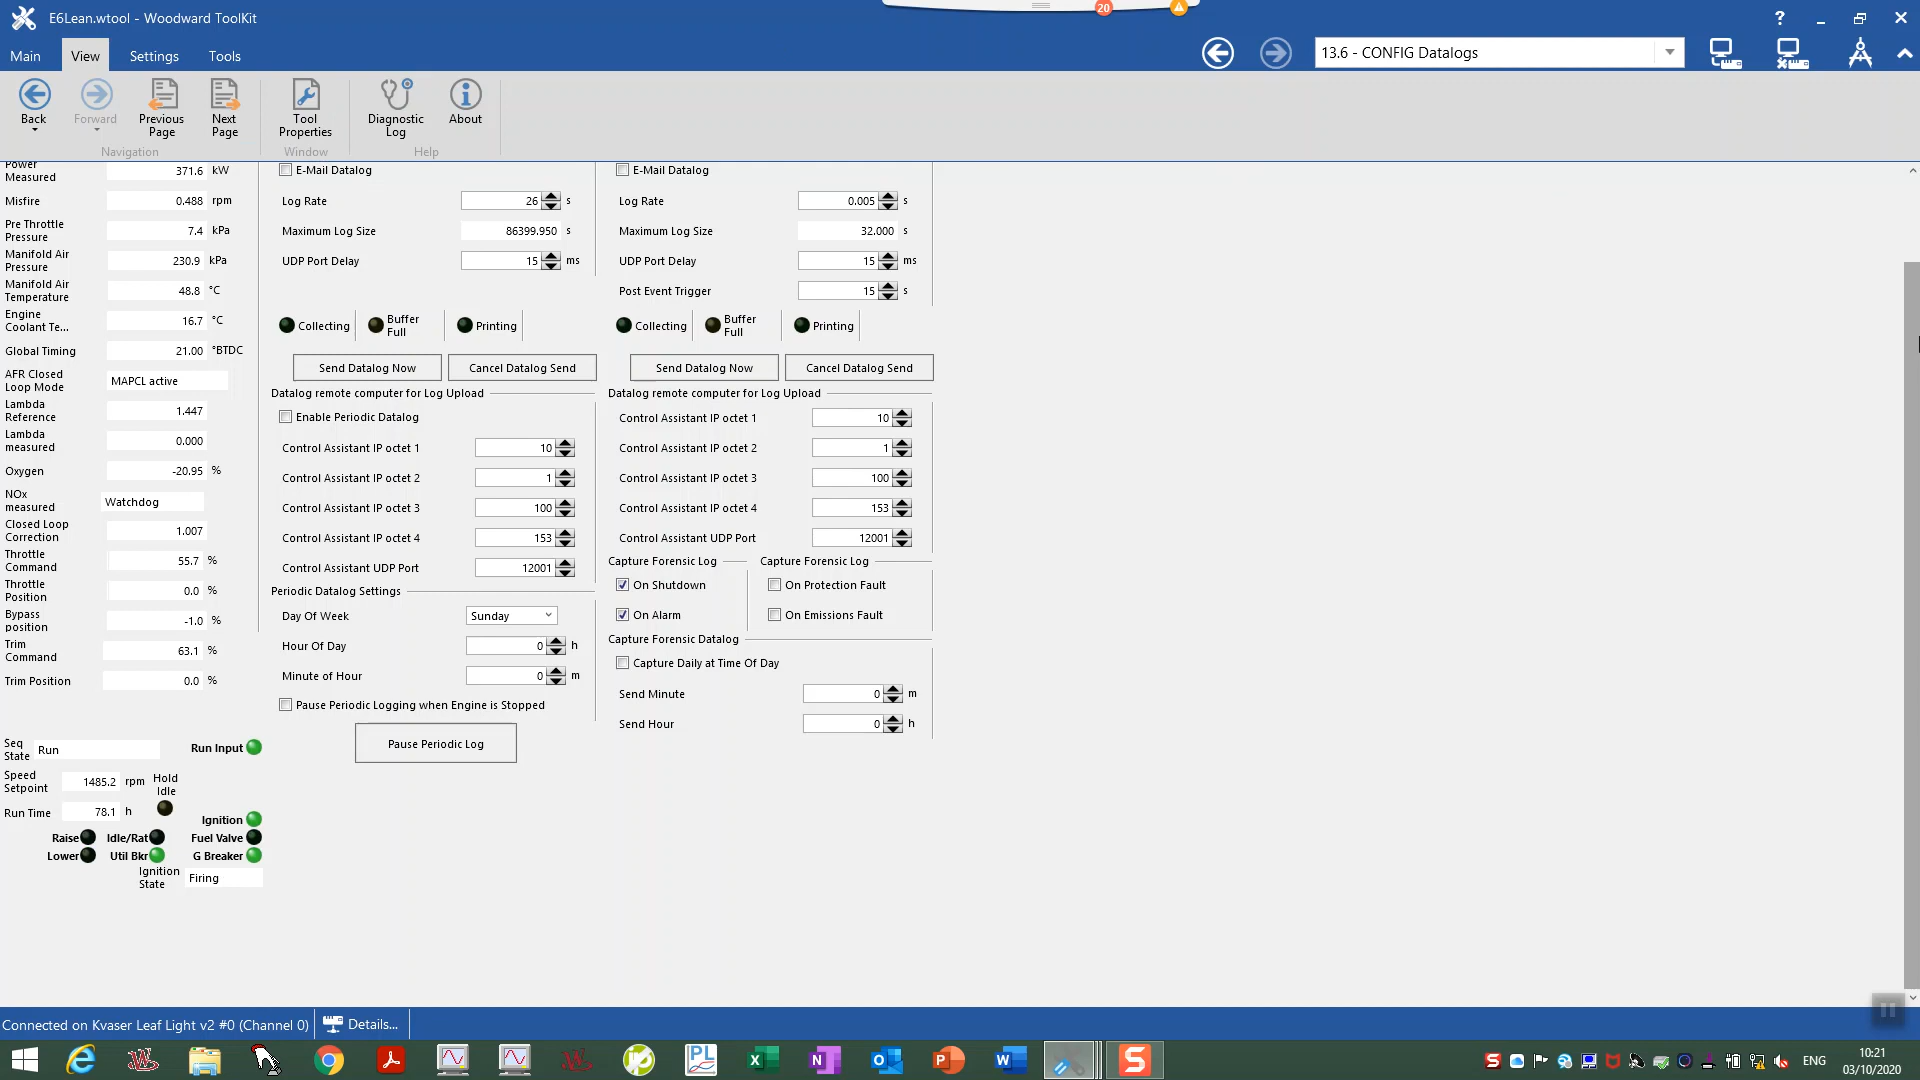 E6Lean.wtool - Woodward ToolKit
20
?
Main View Settings Tools
13.6 - CONFIG Datalogs
Back Forward Previous Page Next Page Tool Properties Diagnostic Log About
Navigation Window Help
Power Measured 371.6 kW
Misfire 0.488 rpm
Pre Throttle Pressure 7.4 kPa
Manifold Air Pressure 230.9 kPa
Manifold Air Temperature 48.8 °C
Engine Coolant Te... 16.7 °C
Global Timing 21.00 °BTDC
AFR Closed Loop Mode MAPCL active
Lambda Reference 1.447
Lambda measured 0.000
Oxygen -20.95 %
NOx measured Watchdog
Closed Loop Correction 1.007
Throttle Command 55.7 %
Throttle Position 0.0 %
Bypass position -1.0 %
Trim Command 63.1 %
Trim Position 0.0 %
Seq State Run Run Input
Speed Setpoint 1485.2 rpm Hold Idle
Run Time 78.1 h
Ignition
Raise Idle/Rat Fuel Valve
Lower Util Bkr G Breaker
Ignition State Firing
E-Mail Datalog
Log Rate 26 s
Maximum Log Size 86399.950 s
UDP Port Delay 15 ms
Collecting Buffer Full Printing
Send Datalog Now Cancel Datalog Send
Datalog remote computer for Log Upload
Enable Periodic Datalog
Control Assistant IP octet 1 10
Control Assistant IP octet 2 1
Control Assistant IP octet 3 100
Control Assistant IP octet 4 153
Control Assistant UDP Port 12001
Periodic Datalog Settings
Day Of Week Sunday
Hour Of Day 0 h
Minute of Hour 0 m
Pause Periodic Logging when Engine is Stopped
Pause Periodic Log
E-Mail Datalog
Log Rate 0.005 s
Maximum Log Size 32.000 s
UDP Port Delay 15 ms
Post Event Trigger 15 s
Collecting Buffer Full Printing
Send Datalog Now Cancel Datalog Send
Datalog remote computer for Log Upload
Control Assistant IP octet 1 10
Control Assistant IP octet 2 1
Control Assistant IP octet 3 100
Control Assistant IP octet 4 153
Control Assistant UDP Port 12001
Capture Forensic Log Capture Forensic Log
On Shutdown On Protection Fault
On Alarm On Emissions Fault
Capture Forensic Datalog
Capture Daily at Time Of Day
Send Minute 0 m
Send Hour 0 h
Connected on Kvaser Leaf Light v2 #0 (Channel 0) Details...
PL
ENG
10:21
03/10/2020